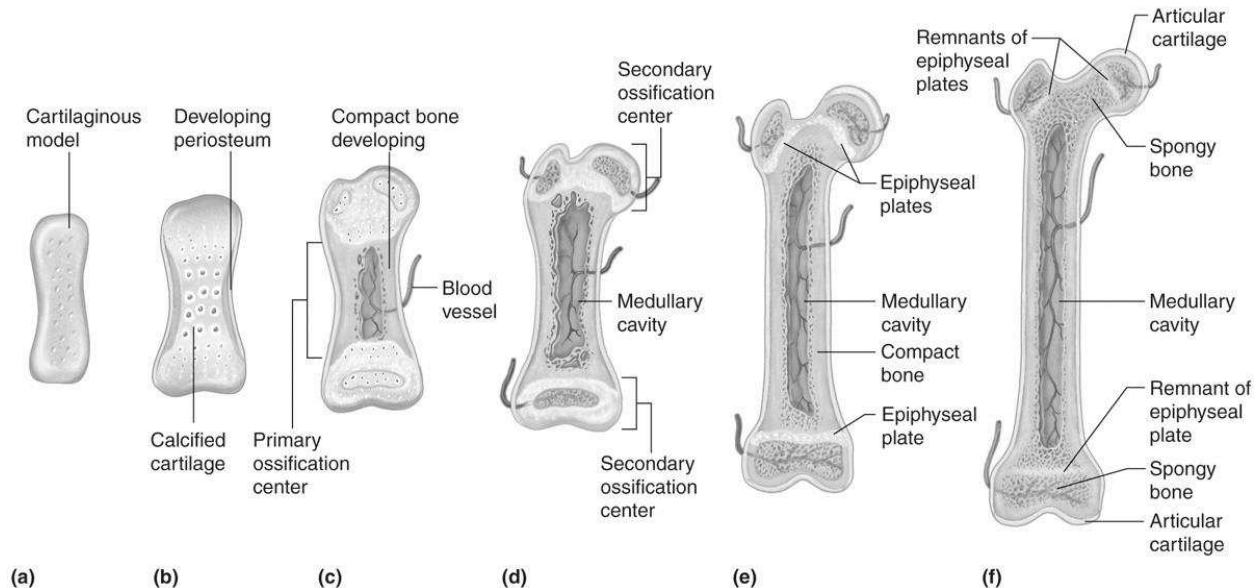 Cartilaginous
model
Developing
periosteum
Calcified
cartilage
Compact bone
developing
Blood
vessel
Primary
ossification
center
Secondary
ossification
center
Medullary
cavity
Secondary
ossification
center
Epiphyseal
plates
Medullary
cavity
Compact
bone
Epiphyseal
plate
Remnants of
epiphyseal
plates
Articular
cartilage
Spongy
bone
Medullary
cavity
Remnant of
epiphyseal
plate
Spongy
bone
Articular
cartilage
(a)
(b)
(c)
(d)
(e)
(f)